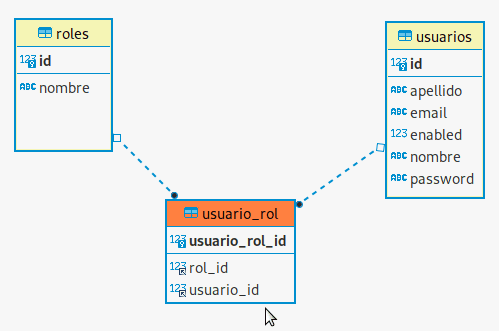 roles
123 id
ABC nombre
usuarios
123 id
ABC apellido
ABC email
123 enabled
ABC nombre
ABC password
usuario_rol
123 usuario_rol_id
123 rol_id
123 usuario_id